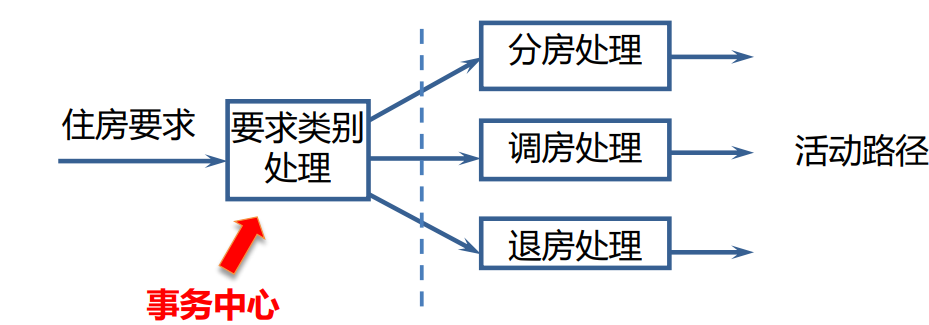 住房要求
要求类别
处理
事务中心
分房处理
调房处理
退房处理
活动路径